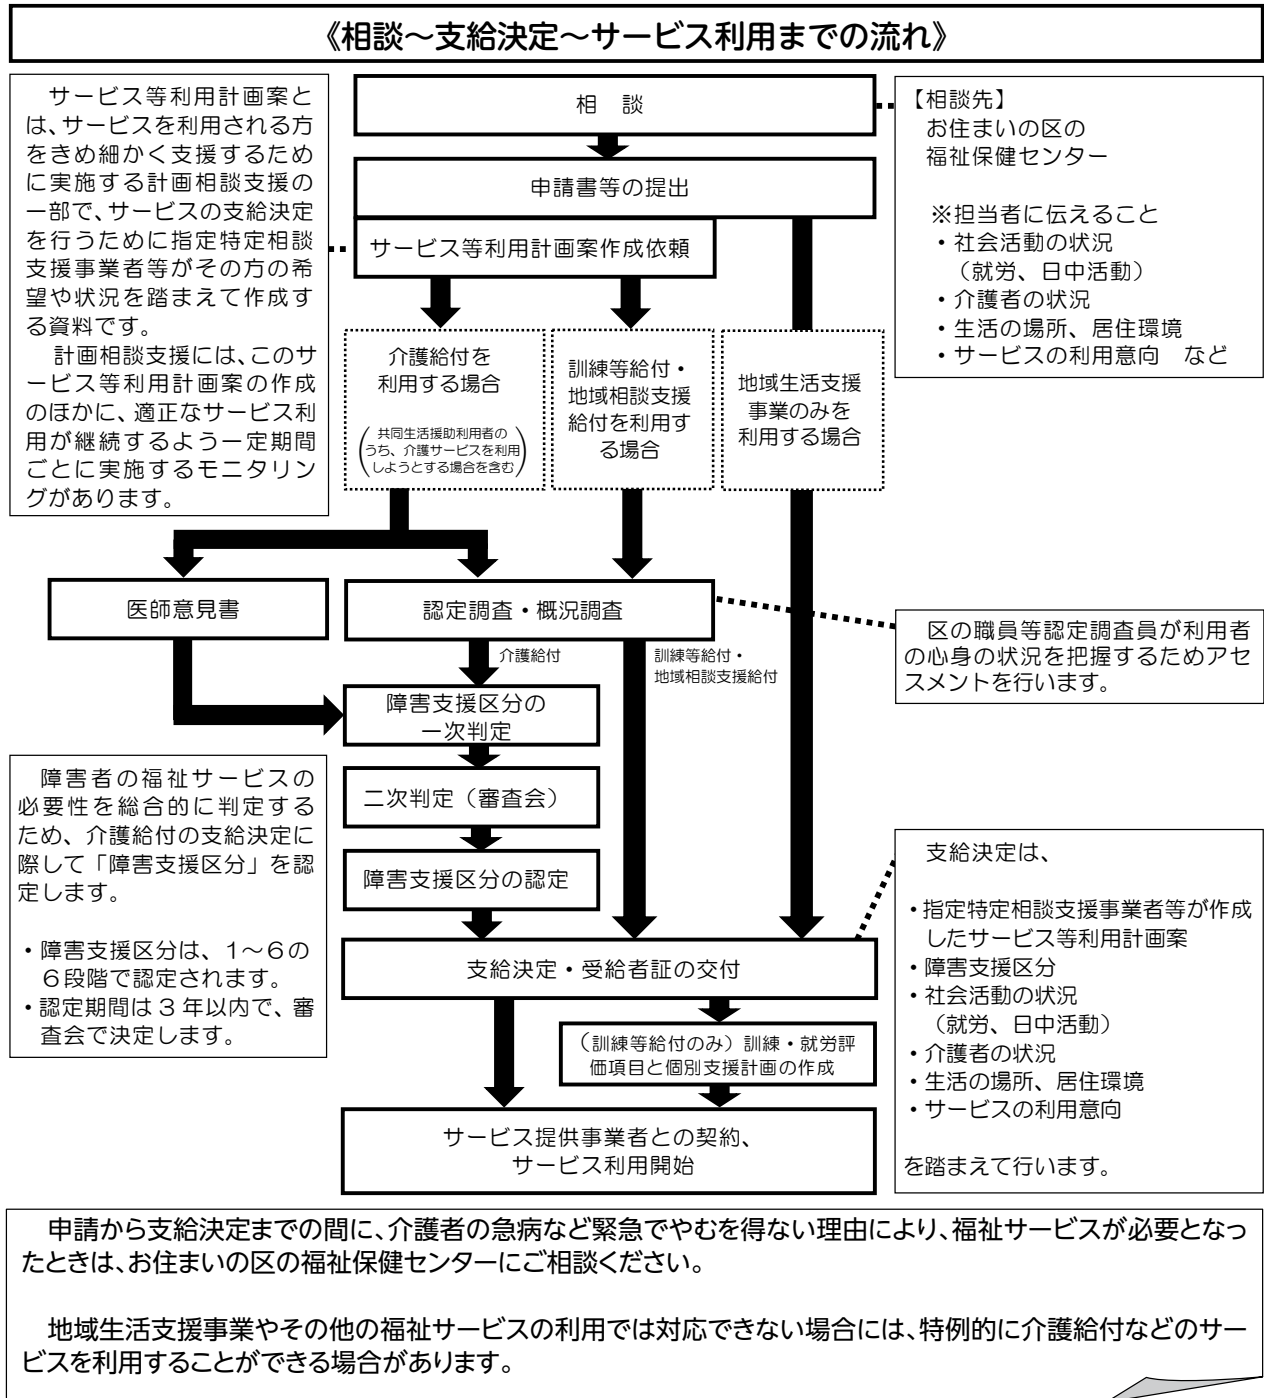 《相談～支給決定～サービス利用までの流れ》
サービス等利用計画案と
は、サービスを利用される方
をきめ細かく支援するため
に実施する計画相談支援の
一部で、サービスの支給決定
を行うために指定特定相談
支援事業者等がその方の希
望や状況を踏まえて作成す
る資料です。
計画相談支援には、このサ
ービス等利用計画案の作成
のほかに、適正なサービス利
用が継続するよう一定期間
ごとに実施するモニタリン
グがあります。
相　談
【相談先】
お住まいの区の
福祉保健センター
※担当者に伝えること
・社会活動の状況
（就労、日中活動）
・介護者の状況
・生活の場所、居住環境
・サービスの利用意向　など
申請書等の提出
サービス等利用計画案作成依頼
介護給付を
利用する場合
（共同生活援助利用者の
うち、介護サービスを利用
しようとする場合を含む）
訓練等給付・
地域相談支援
給付を利用す
る場合
地域生活支援
事業のみを
利用する場合
医師意見書
認定調査・概況調査
区の職員等認定調査員が利用者
の心身の状況を把握するためアセ
スメントを行います。
介護給付
訓練等給付・
地域相談支援給付
障害支援区分の
一次判定
二次判定（審査会）
障害支援区分の認定
障害者の福祉サービスの
必要性を総合的に判定する
ため、介護給付の支給決定に
際して「障害支援区分」を認
定します。
・障害支援区分は、１～６の
６段階で認定されます。
・認定期間は３年以内で、審
査会で決定します。
支給決定・受給者証の交付
（訓練等給付のみ）訓練・就労評
価項目と個別支援計画の作成
サービス提供事業者との契約、
サービス利用開始
支給決定は、
・指定特定相談支援事業者等が作成
したサービス等利用計画案
・障害支援区分
・社会活動の状況
（就労、日中活動）
・介護者の状況
・生活の場所、居住環境
・サービスの利用意向
を踏まえて行います。
申請から支給決定までの間に、介護者の急病など緊急でやむを得ない理由により、福祉サービスが必要となっ
たときは、お住まいの区の福祉保健センターにご相談ください。
地域生活支援事業やその他の福祉サービスの利用では対応できない場合には、特例的に介護給付などのサー
ビスを利用することができる場合があります。